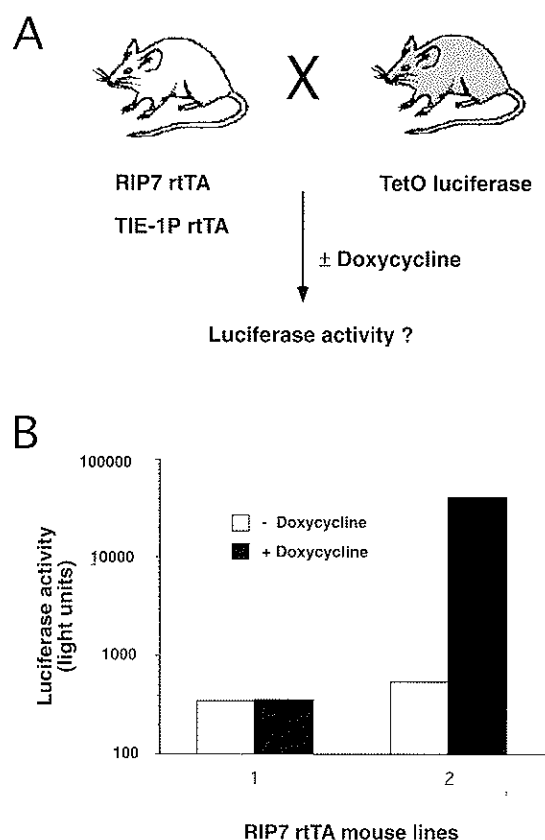 A
X
RIP7 rtTA
TetO luciferase
TIE-1P rtTA
± Doxycycline
Luciferase activity ?
B
100000
10000
1000
100
Luciferase activity
(light units)
- Doxycycline
+ Doxycycline
1
2
RIP7 rtTA mouse lines